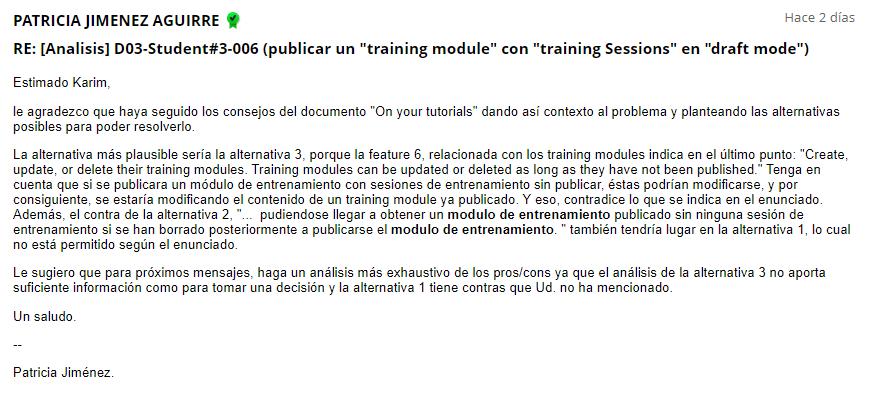 PATRICIA JIMENEZ AGUIRRE
Hace 2 días
RE: [Analisis] D03-Student#3-006 (publicar un "training module" con "training Sessions" en "draft mode")
Estimado Karim,
le agradezco que haya seguido los consejos del documento "On your tutorials" dando así contexto al problema y planteando las alternativas
posibles para poder resolverlo.
La alternativa más plausible sería la alternativa 3, porque la feature 6, relacionada con los training modules indica en el último punto: "Create,
update, or delete their training modules. Training modules can be updated or deleted as long as they have not been published." Tenga en
cuenta que si se publicara un módulo de entrenamiento con sesiones de entrenamiento sin publicar, éstas podrían modificarse, y por
consiguiente, se estaría modificando el contenido de un training module ya publicado. Y eso, contradice lo que se indica en el enunciado.
Además, el contra de la alternativa 2, "... pudiendose llegar a obtener un modulo de entrenamiento publicado sin ninguna sesión de
entrenamiento si se han borrado posteriormente a publicarse el modulo de entrenamiento. " también tendría lugar en la alternativa 1, lo cual
no está permitido según el enunciado.
Le sugiero que para próximos mensajes, haga un análisis más exhaustivo de los pros/cons ya que el análisis de la alternativa 3 no aporta
suficiente información como para tomar una decisión y la alternativa 1 tiene contras que Ud. no ha mencionado.
Un saludo.
--
Patricia Jiménez.